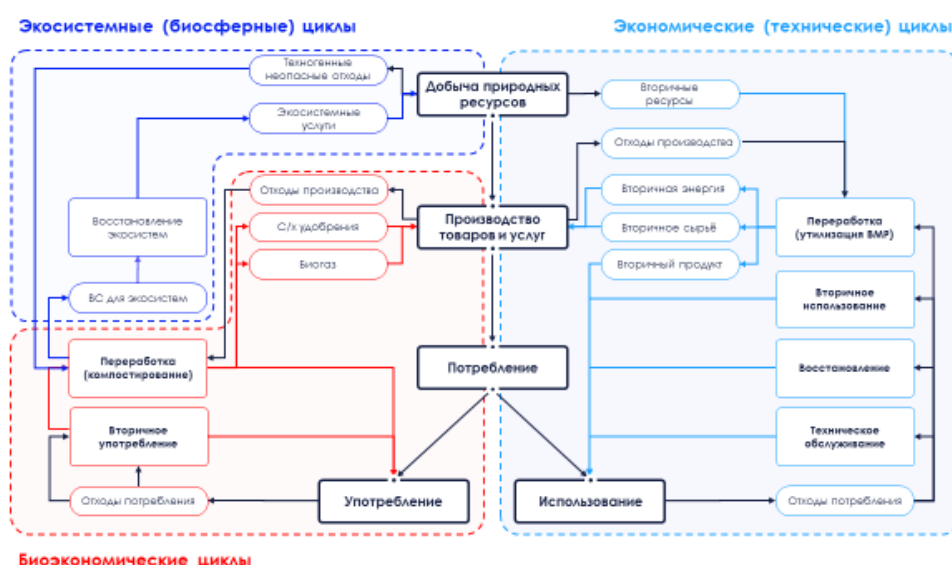 Экосистемные (биосферные) циклы
Экономические (технические) циклы
Техногенные
неопасные отходы
Добыча природных
ресурсов
Вторичные
ресурсы
Экосистемные
услуги
Отходы производства
Отходы производства
Вторичная энергия
Восстановление
экосистем
С/х удобрения
Производство
товаров и услуг
Вторичное сырьё
Переработка
(утилизация ВМР)
Биогаз
Вторичный продукт
ВС для экосистем
Вторичное
использование
Переработка
(компостирование)
Потребление
Восстановление
Вторичное
употребление
Техническое
обслуживание
Отходы потребления
Употребление
Использование
Отходы потребления
Биоэкономические циклы